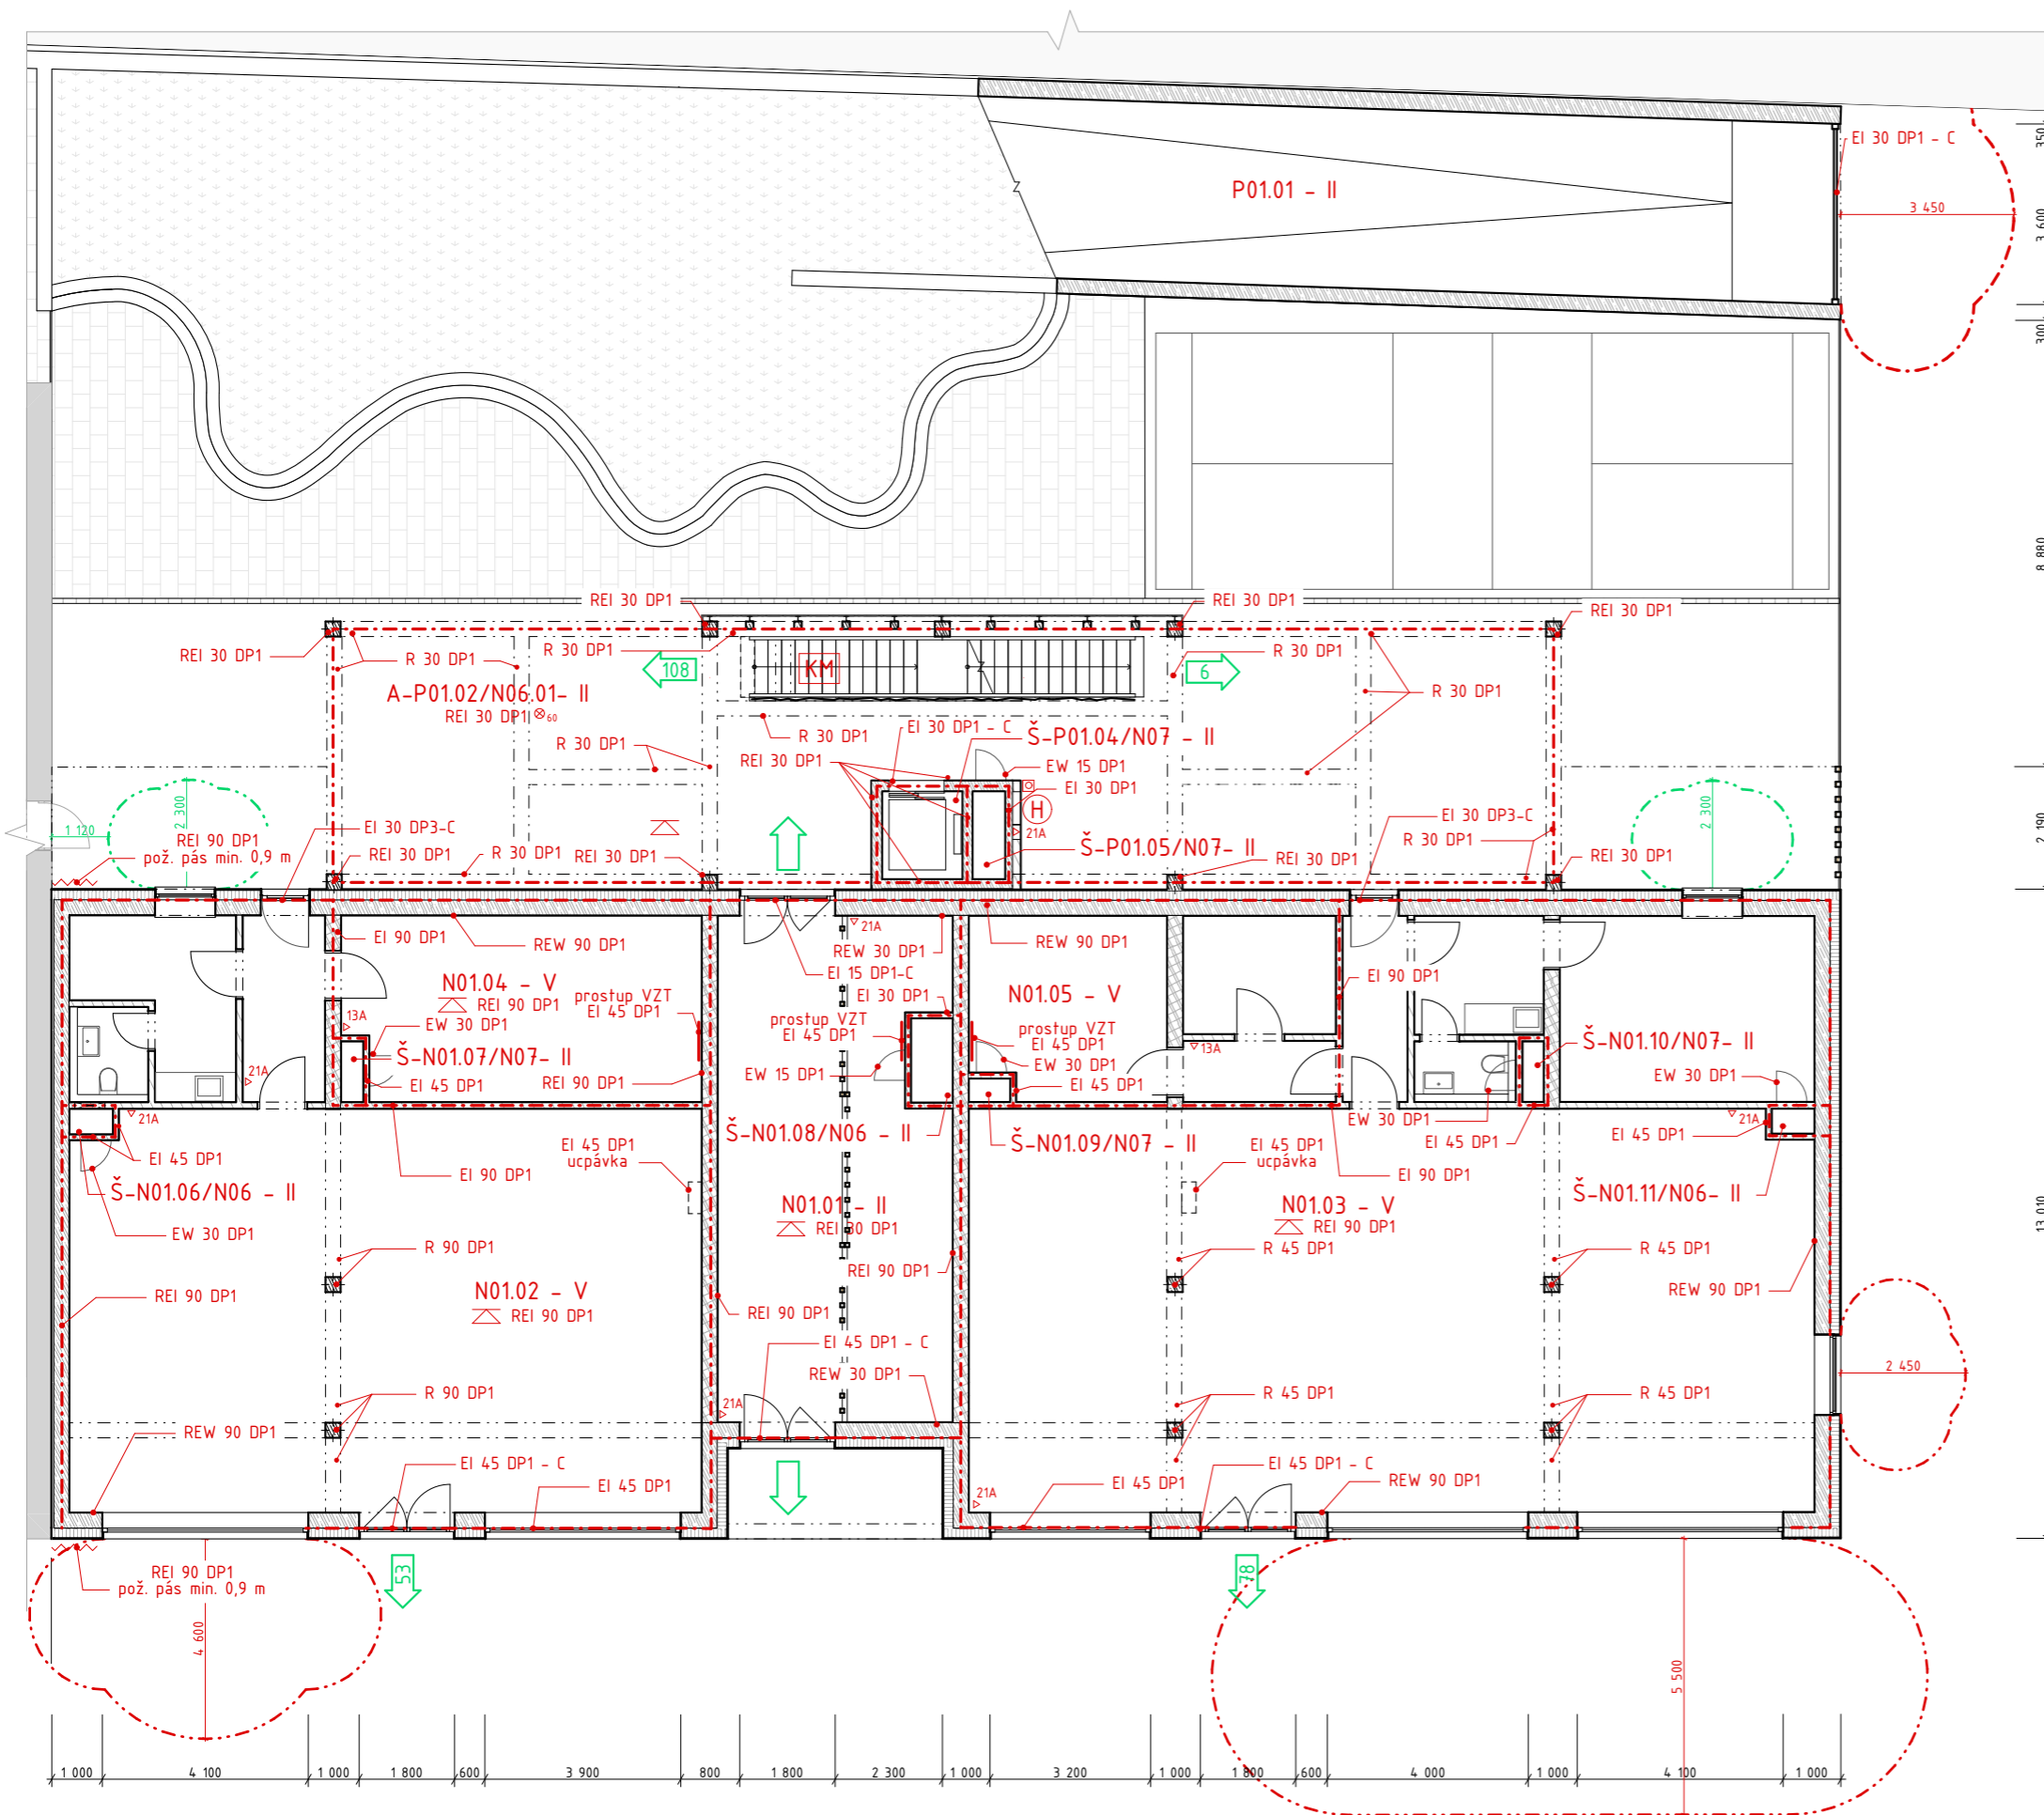 EI 30 DP1 - C
P01.01 - II
3 450
350
3 600
300
8 880
REI 30 DP1
REI 30 DP1
REI 30 DP1
REI 30 DP1
R 30 DP1
R 30 DP1
108
KM
6
R 30 DP1
R 30 DP1
A-P01.02/N06.01- II
REI 30 DP1 60
R 30 DP1
R 30 DP1
EI 30 DP1 - C
Š-P01.04/N07 - II
REI 30 DP1
EW 15 DP1
EI 30 DP1
H
21A
1 120
2 300
REI 90 DP1
pož. pás min. 0,9 m
EI 30 DP3-C
REI 30 DP1
R 30 DP1
REI 30 DP1
Š-P01.05/N07- II
REI 30 DP1
EI 30 DP3-C
R 30 DP1
REI 30 DP1
2 300
2 190
EI 90 DP1
REW 90 DP1
21A
REW 30 DP1
REW 90 DP1
EI 15 DP1-C
N01.04 - V
REI 90 DP1
prostup VZT
EI 45 DP1
EI 30 DP1
N01.05 - V
EI 90 DP1
13A
EW 30 DP1
prostup VZT
EI 45 DP1
prostup VZT
EI 45 DP1
13A
Š-N01.07/N07- II
EW 30 DP1
Š-N01.10/N07- II
21A
EI 45 DP1
REI 90 DP1
EW 15 DP1
EI 45 DP1
EW 30 DP1
21A
EW 30 DP1
21A
Š-N01.08/N06 - II
Š-N01.09/N07 - II
EI 45 DP1
EI 45 DP1
EI 45 DP1
EI 90 DP1
EI 45 DP1
ucpávka
EI 45 DP1
ucpávka
EI 90 DP1
Š-N01.06/N06 - II
Š-N01.11/N06- II
EW 30 DP1
N01.01 - II
REI 30 DP1
N01.03 - V
REI 90 DP1
13 010
R 90 DP1
REI 90 DP1
R 45 DP1
R 45 DP1
REI 90 DP1
N01.02 - V
REI 90 DP1
REI 90 DP1
REW 90 DP1
EI 45 DP1 - C
REW 30 DP1
2 450
R 90 DP1
21A
R 45 DP1
R 45 DP1
REW 90 DP1
EI 45 DP1 - C
EI 45 DP1
21A
EI 45 DP1
EI 45 DP1 - C
REW 90 DP1
REI 90 DP1
pož. pás min. 0,9 m
53
78
4 600
5 500
1 000
4 100
1 000
1 800
600
3 900
800
1 800
2 300
1 000
3 200
1 000
1 800
600
4 000
1 000
4 100
1 000